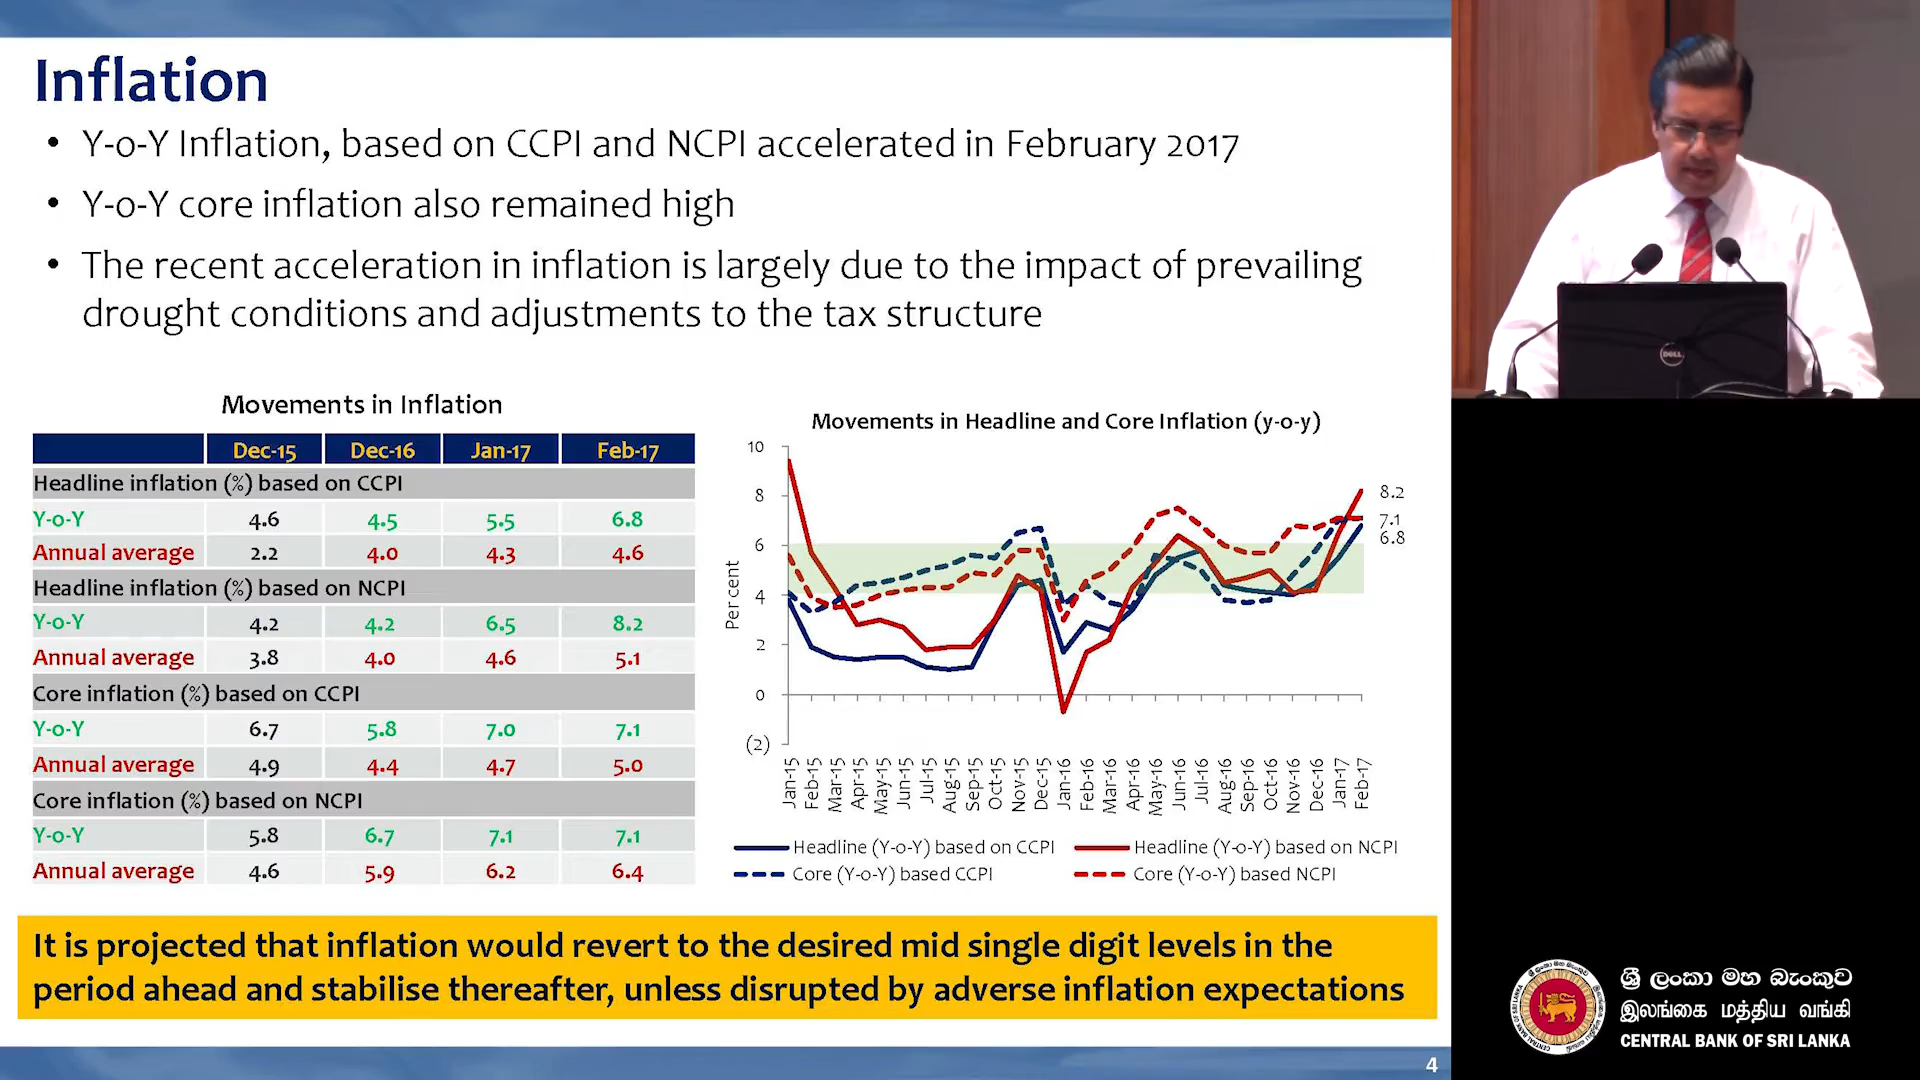 Inflation
• Y-o-Y Inflation, based on CCPI and NCPI accelerated in February 2017
• Y-o-Y core inflation also remained high
• The recent acceleration in inflation is largely due to the impact of prevailing
drought conditions and adjustments to the tax structure
Movements in Inflation
Dec-15 Dec-16 Jan-17 Feb-17
Headline inflation (%) based on CCPI
Y-o-Y 4.6 4.5 5.5 6.8
Annual average 2.2 4.0 4.3 4.6
Headline inflation (%) based on NCPI
Y-o-Y 4.2 4.2 6.5 8.2
Annual average 3.8 4.0 4.6 5.1
Core inflation (%) based on CCPI
Y-o-Y 6.7 5.8 7.0 7.1
Annual average 4.9 4.4 4.7 5.0
Core inflation (%) based on NCPI
Y-o-Y 5.8 6.7 7.1 7.1
Annual average 4.6 5.9 6.2 6.4
Movements in Headline and Core Inflation (y-o-y)
Per cent
10
8
6
4
2
0
(2)
8.2
7.1
6.8
Jan-15 Feb-15 Mar-15 Apr-15 May-15 Jun-15 Jul-15 Aug-15 Sep-15 Oct-15 Nov-15 Dec-15 Jan-16 Feb-16 Mar-16 Apr-16 May-16 Jun-16 Jul-16 Aug-16 Sep-16 Oct-16 Nov-16 Dec-16 Jan-17 Feb-17
Headline (Y-o-Y) based on CCPI Headline (Y-o-Y) based on NCPI
Core (Y-o-Y) based CCPI Core (Y-o-Y) based NCPI
It is projected that inflation would revert to the desired mid single digit levels in the
period ahead and stabilise thereafter, unless disrupted by adverse inflation expectations
4
DELL
ශ්‍රී ලංකා මහ බැංකුව
இலங்கை மத்திய வங்கி
CENTRAL BANK OF SRI LANKA